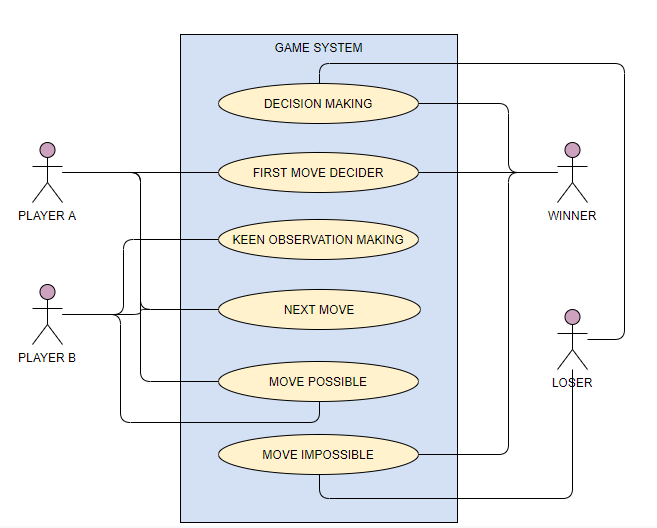 GAME SYSTEM
DECISION MAKING
FIRST MOVE DECIDER
PLAYER A
WINNER
KEEN OBSERVATION MAKING
NEXT MOVE
PLAYER B
MOVE POSSIBLE
LOSER
MOVE IMPOSSIBLE